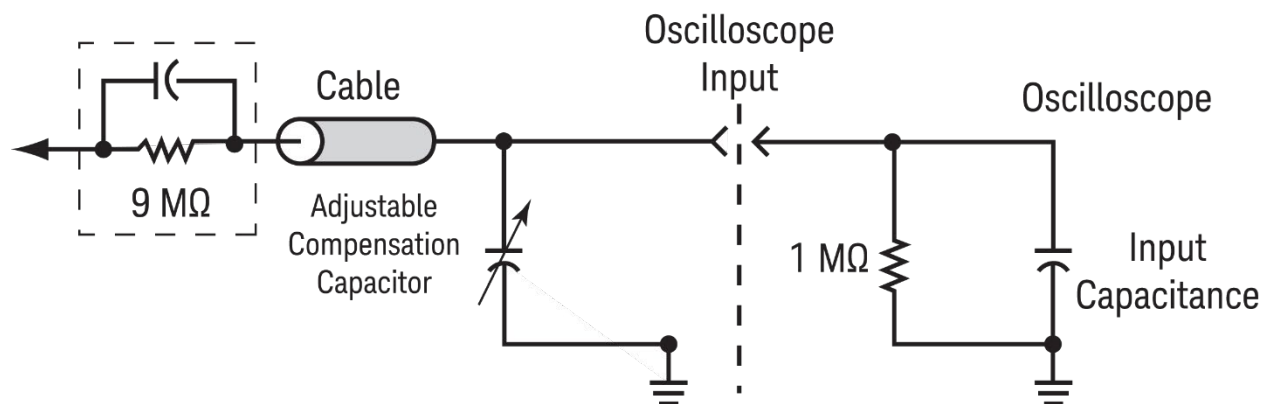 Oscilloscope
Input
Cable
Oscilloscope
9 MΩ
Adjustable
Compensation
Capacitor
1 MΩ
Input
Capacitance